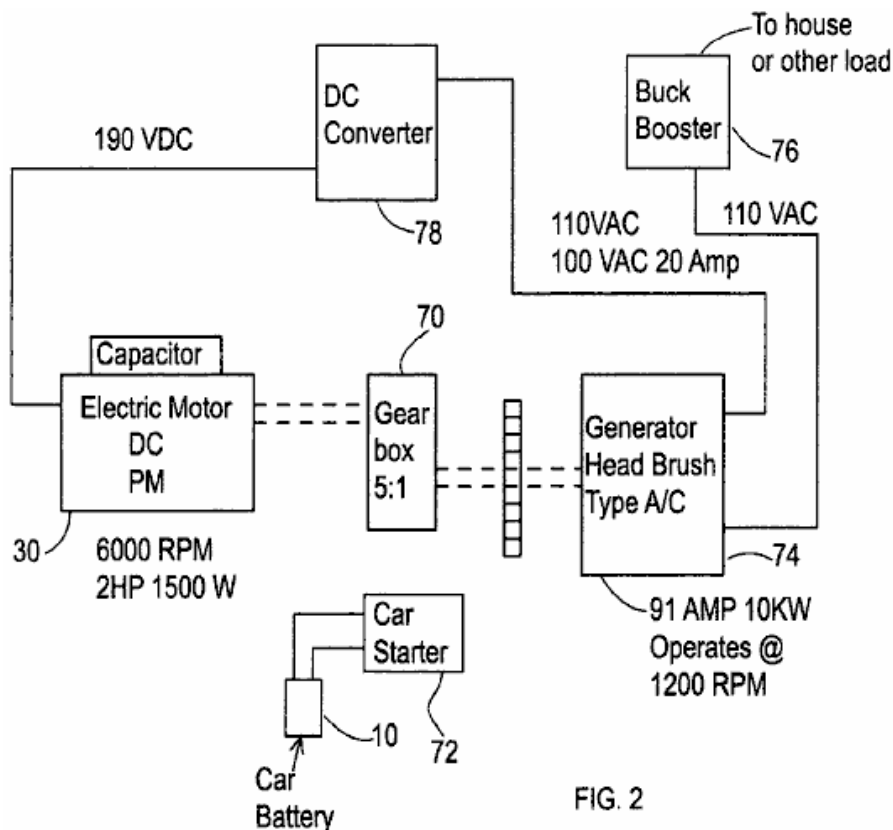 To house
or other load
DC
Converter
Buck
Booster
190 VDC
76
78
110VAC
110 VAC
100 VAC 20 Amp
70
Capacitor
Electric Motor
DC
PM
Gear
box
5:1
Generator
Head Brush
Type A/C
30
6000 RPM
2HP 1500 W
74
91 AMP 10KW
Operates @
1200 RPM
Car
Starter
10
72
Car
Battery
FIG. 2